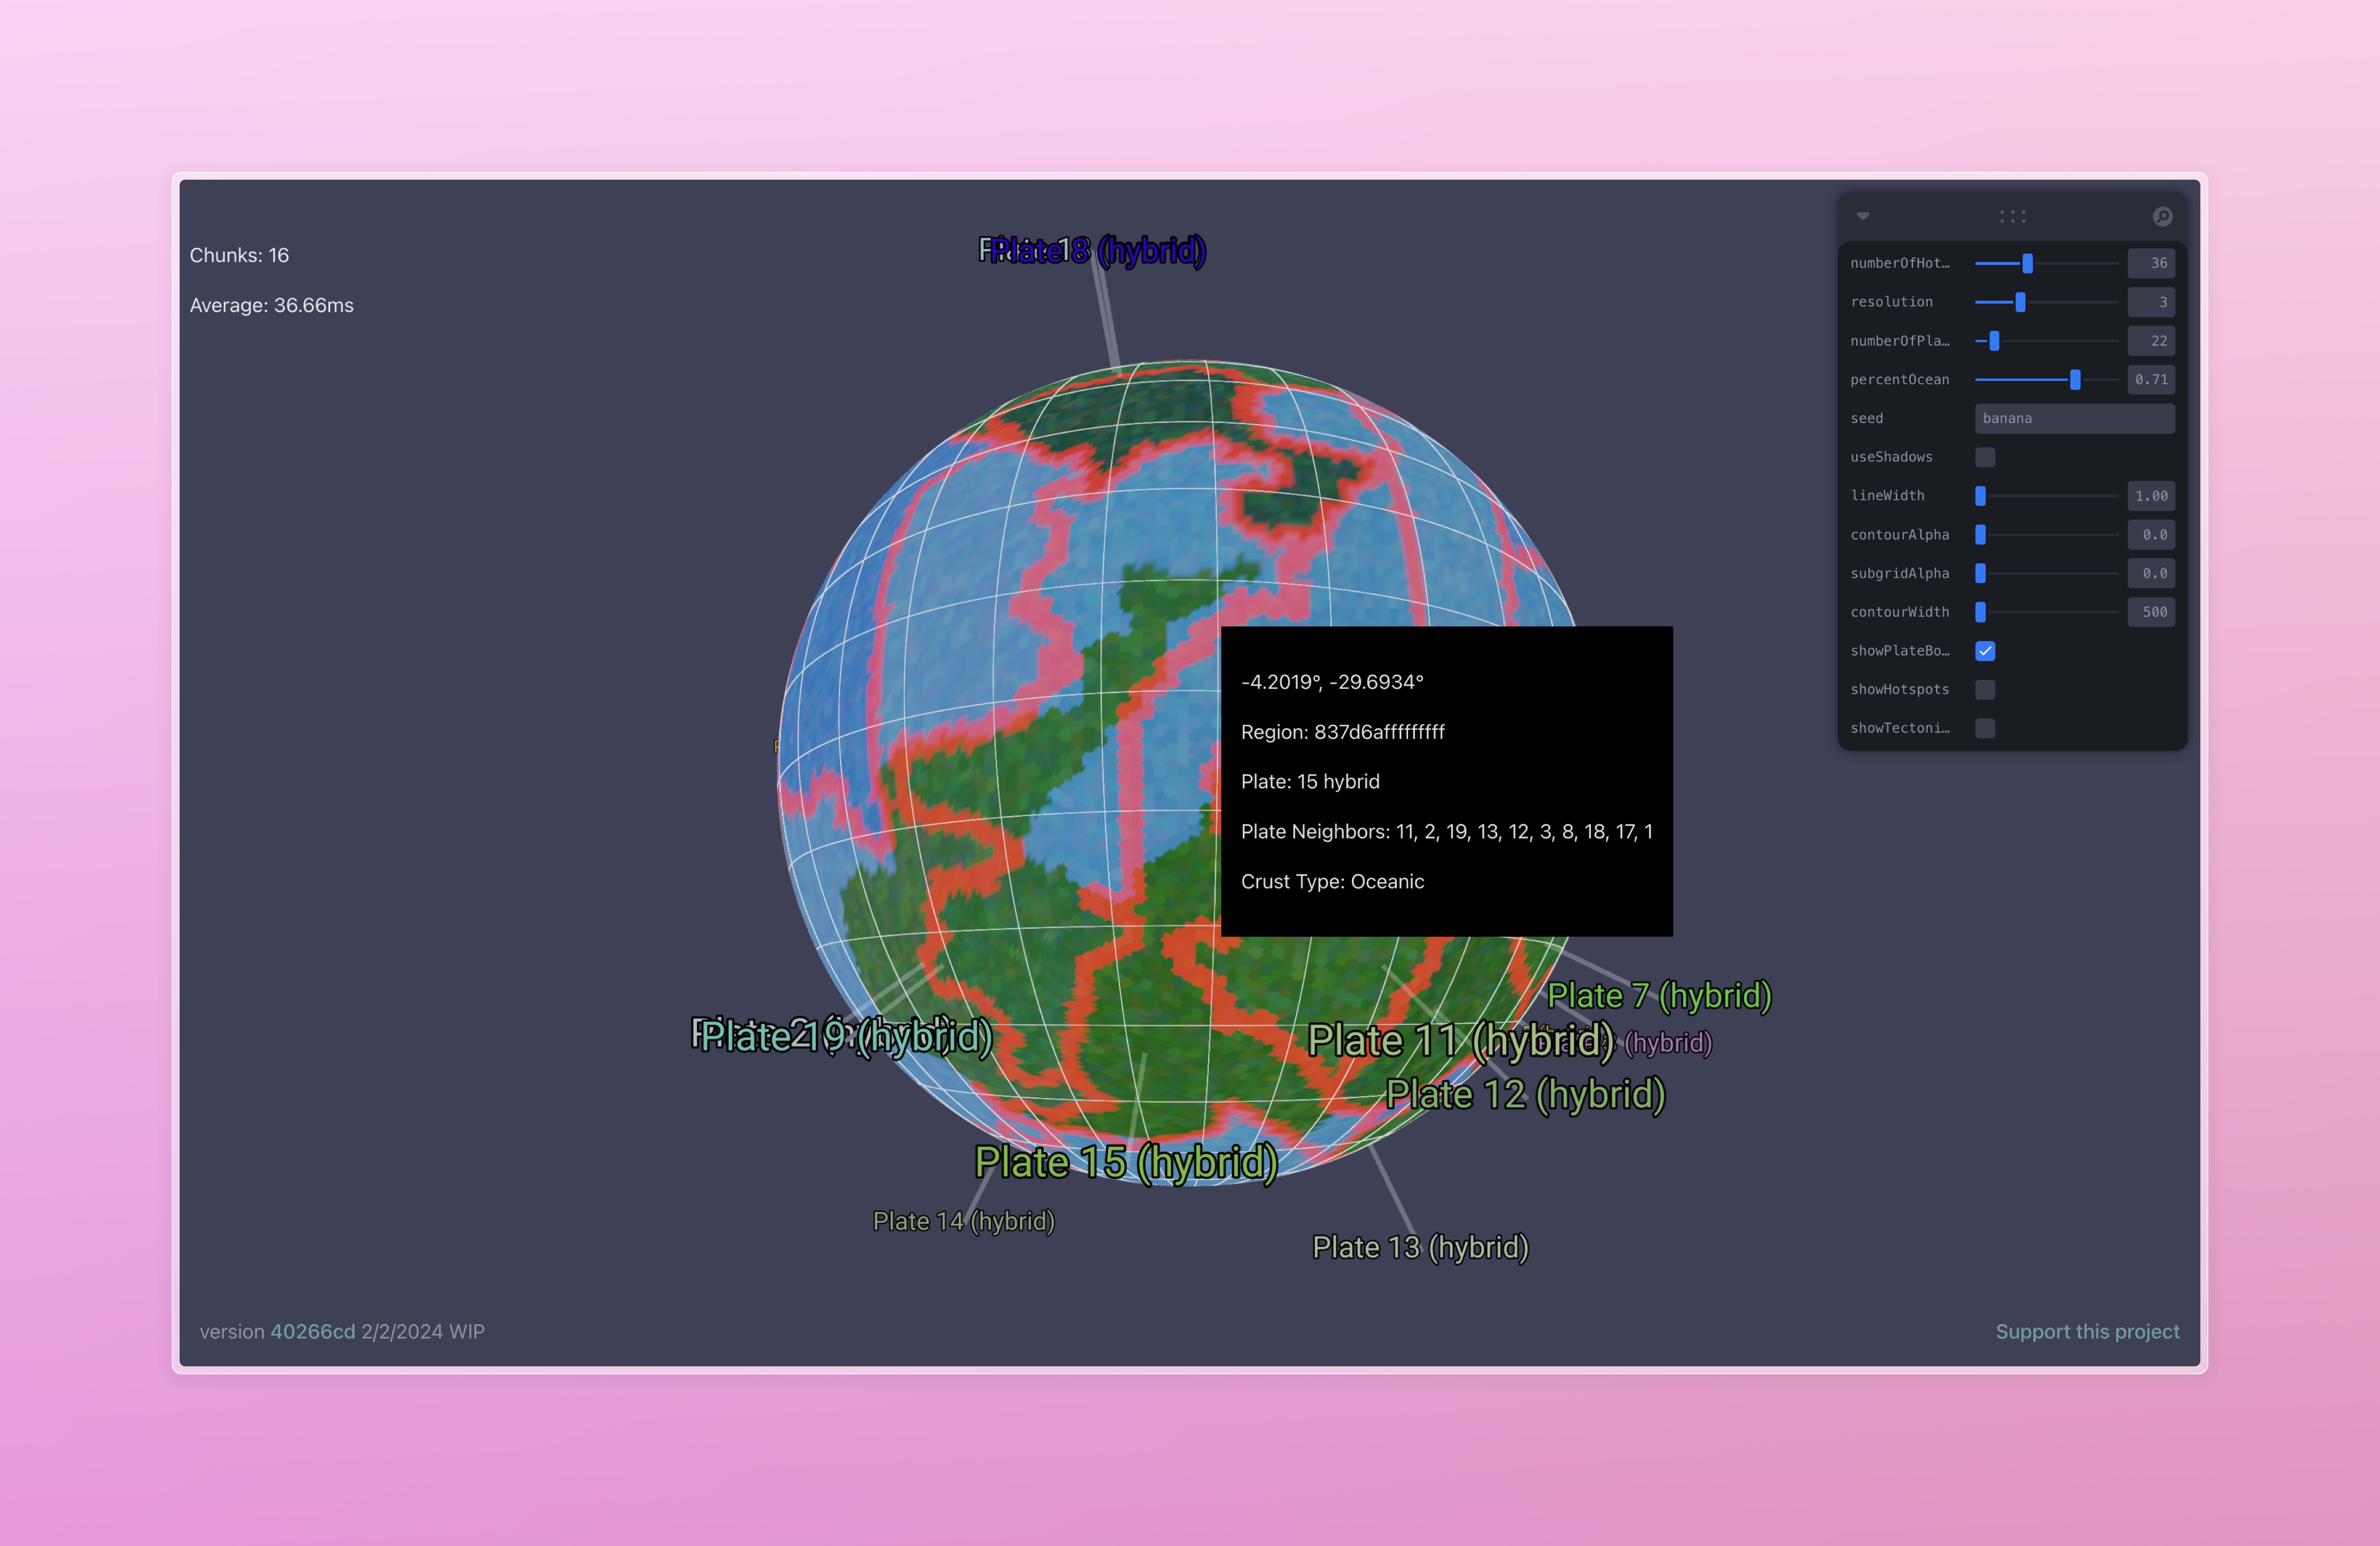 Chunks: 16
Average: 36.66ms
Plate 8 (hybrid)
numberOfHot… 36
resolution 3
numberOfPla… 22
percentOcean 0.71
seed banana
useShadows
lineWidth 1.00
contourAlpha 0.0
subgridAlpha 0.0
contourWidth 500
showPlateBo…
showHotspots
showTectoni…
-4.2019°, -29.6934°
Region: 837d6afffffffff
Plate: 15 hybrid
Plate Neighbors: 11, 2, 19, 13, 12, 3, 8, 18, 17, 1
Crust Type: Oceanic
Plate 7 (hybrid)
Plate 19 (hybrid)
Plate 11 (hybrid)
(hybrid)
Plate 12 (hybrid)
Plate 15 (hybrid)
Plate 14 (hybrid)
Plate 13 (hybrid)
version 40266cd 2/2/2024 WIP
Support this project